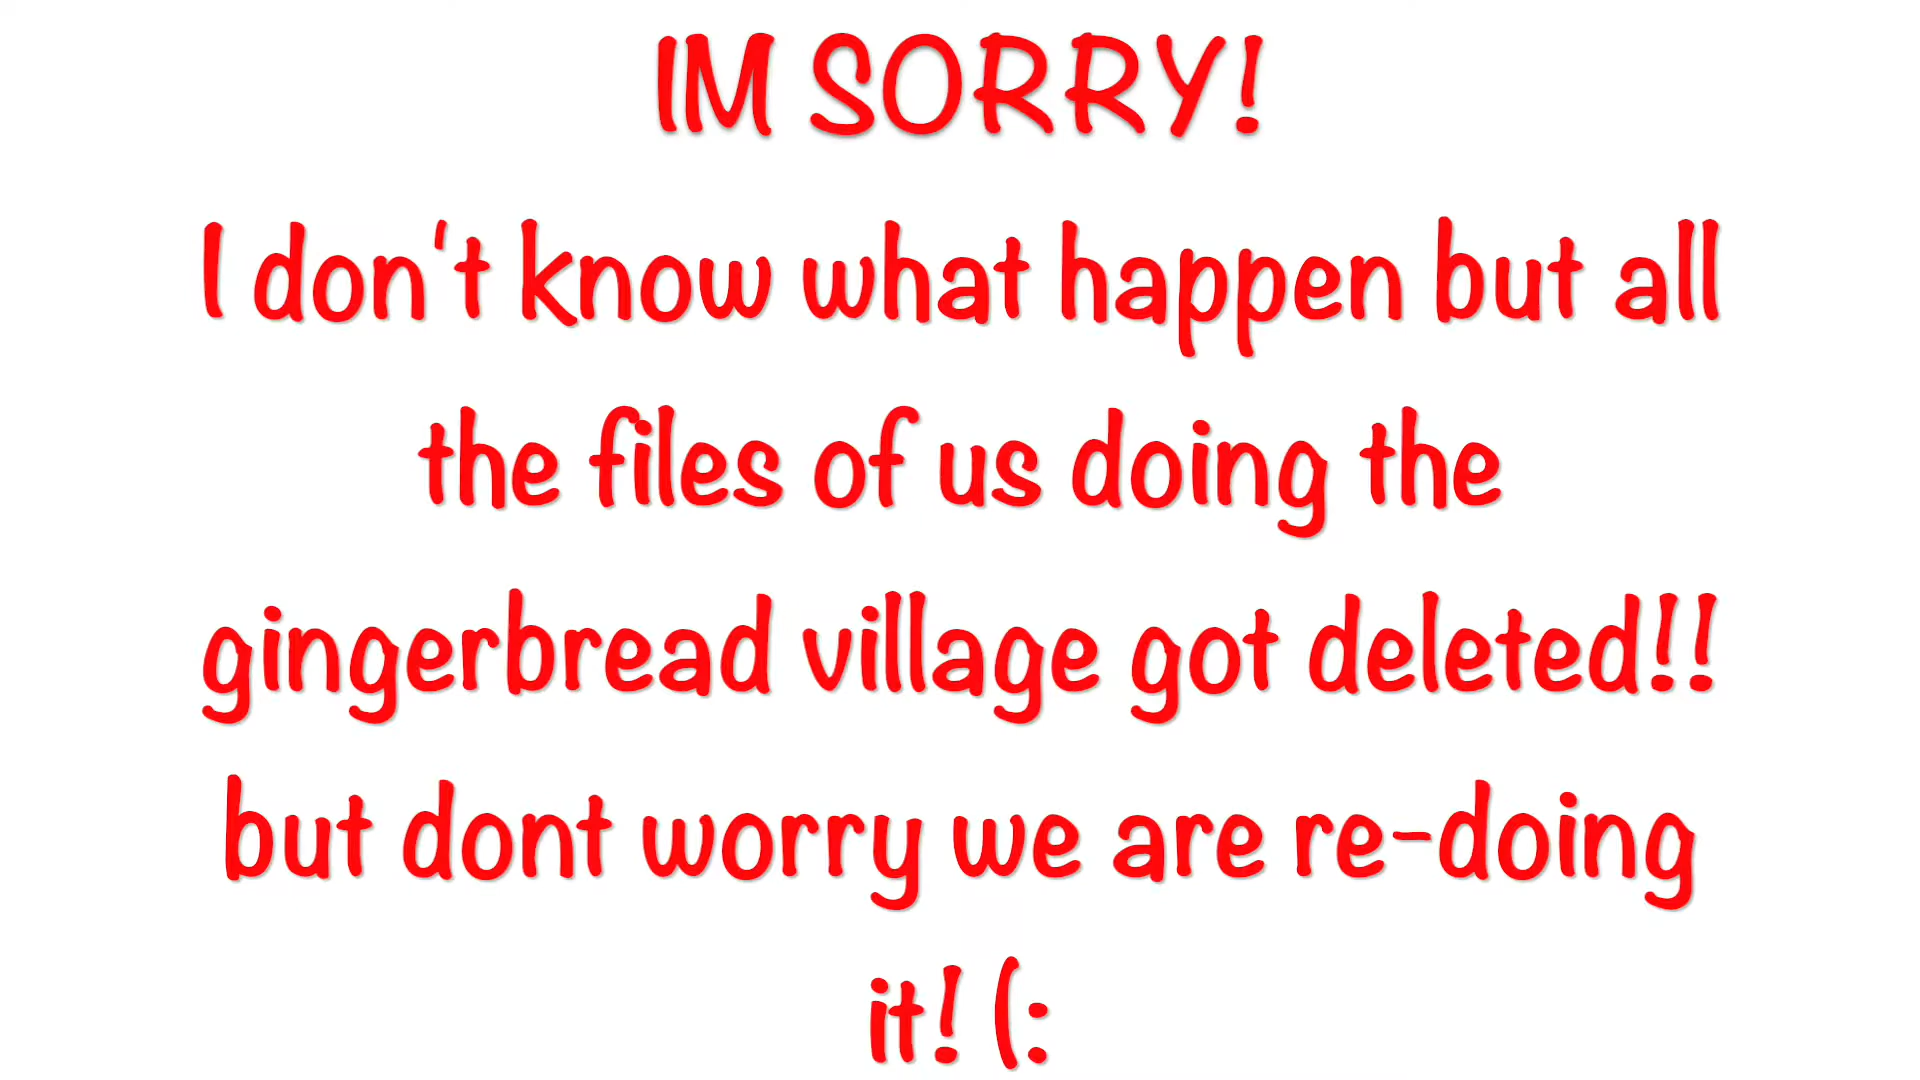 IM SORRY!
I don't know what happen but all
the files of us doing the
gingerbread village got deleted!!
but dont worry we are re-doing
it! (: